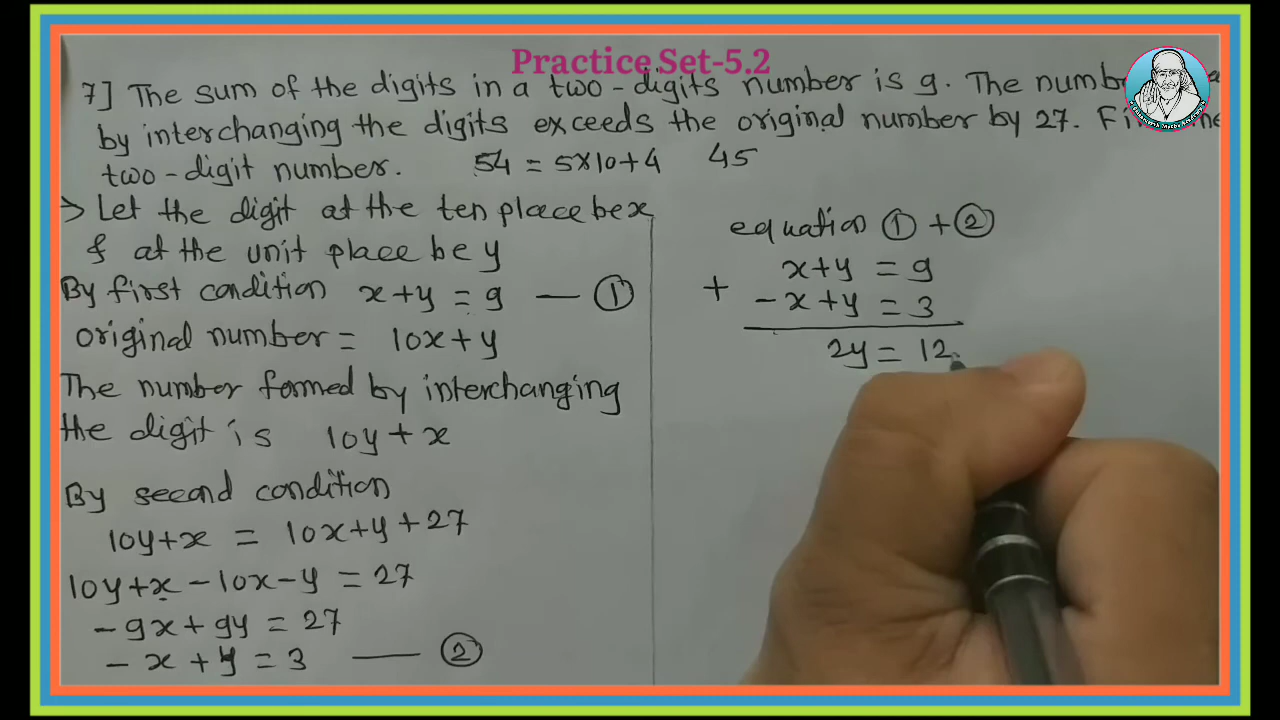 Practice Set-5.2
7] The sum of the digits in a two-digits number is 9. The
by interchanging the digits exceeds the original number by 27.
two-digit number. 54 = 5×10+4 45
> Let the digit at the ten place be x
& at the unit place be y
By first condition x+y = 9 — ①
original number = 10x+y
The number formed by interchanging
the digit is 10y+x
By second condition
10y+x = 10x+y+27
10y+x-10x-y = 27
-9x+9y = 27
-x+y = 3 — ②
equation ①+②
x+y = 9
+ -x+y = 3
2y = 12